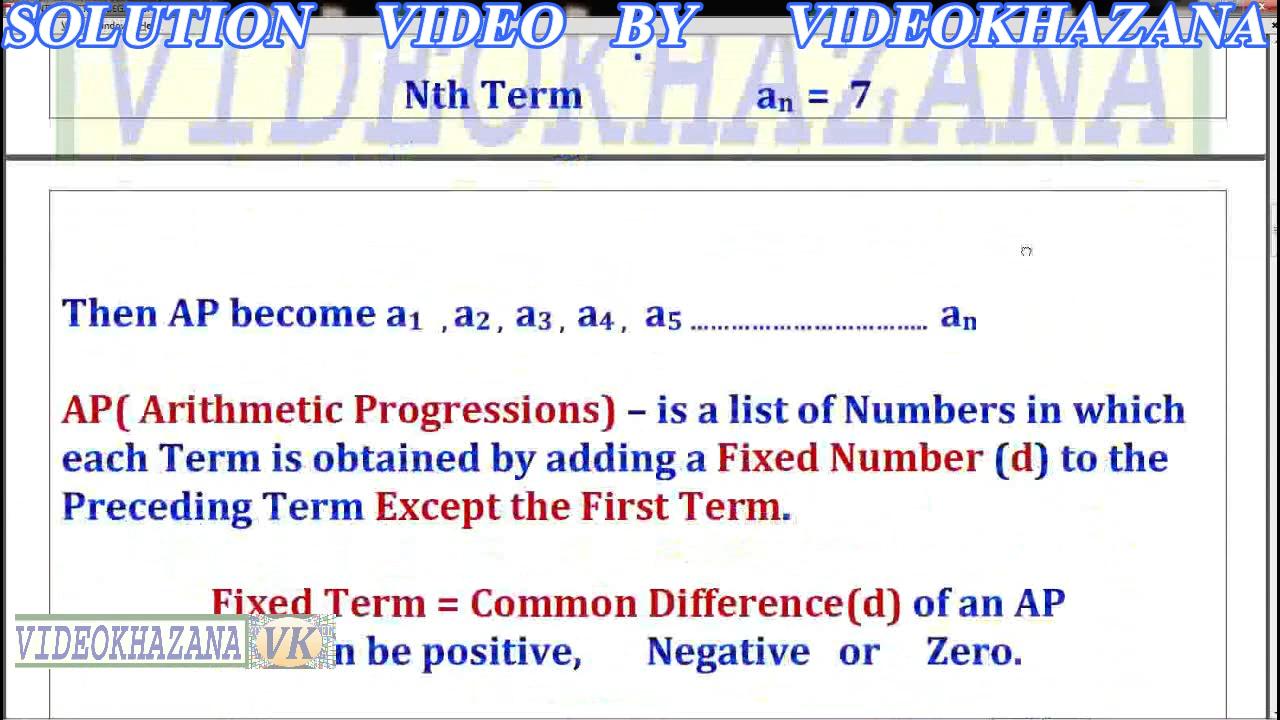 SOLUTION VIDEO BY VIDEOKHAZANA
VIDEOKHAZANA
Nth Term aₙ = 7
Then AP become a₁ , a₂ , a₃ , a₄ , a₅ ……………………………. aₙ
AP( Arithmetic Progressions) – is a list of Numbers in which
each Term is obtained by adding a Fixed Number (d) to the
Preceding Term Except the First Term.
Fixed Term = Common Difference(d) of an AP
n be positive, Negative or Zero.
VIDEOKHAZANA VK